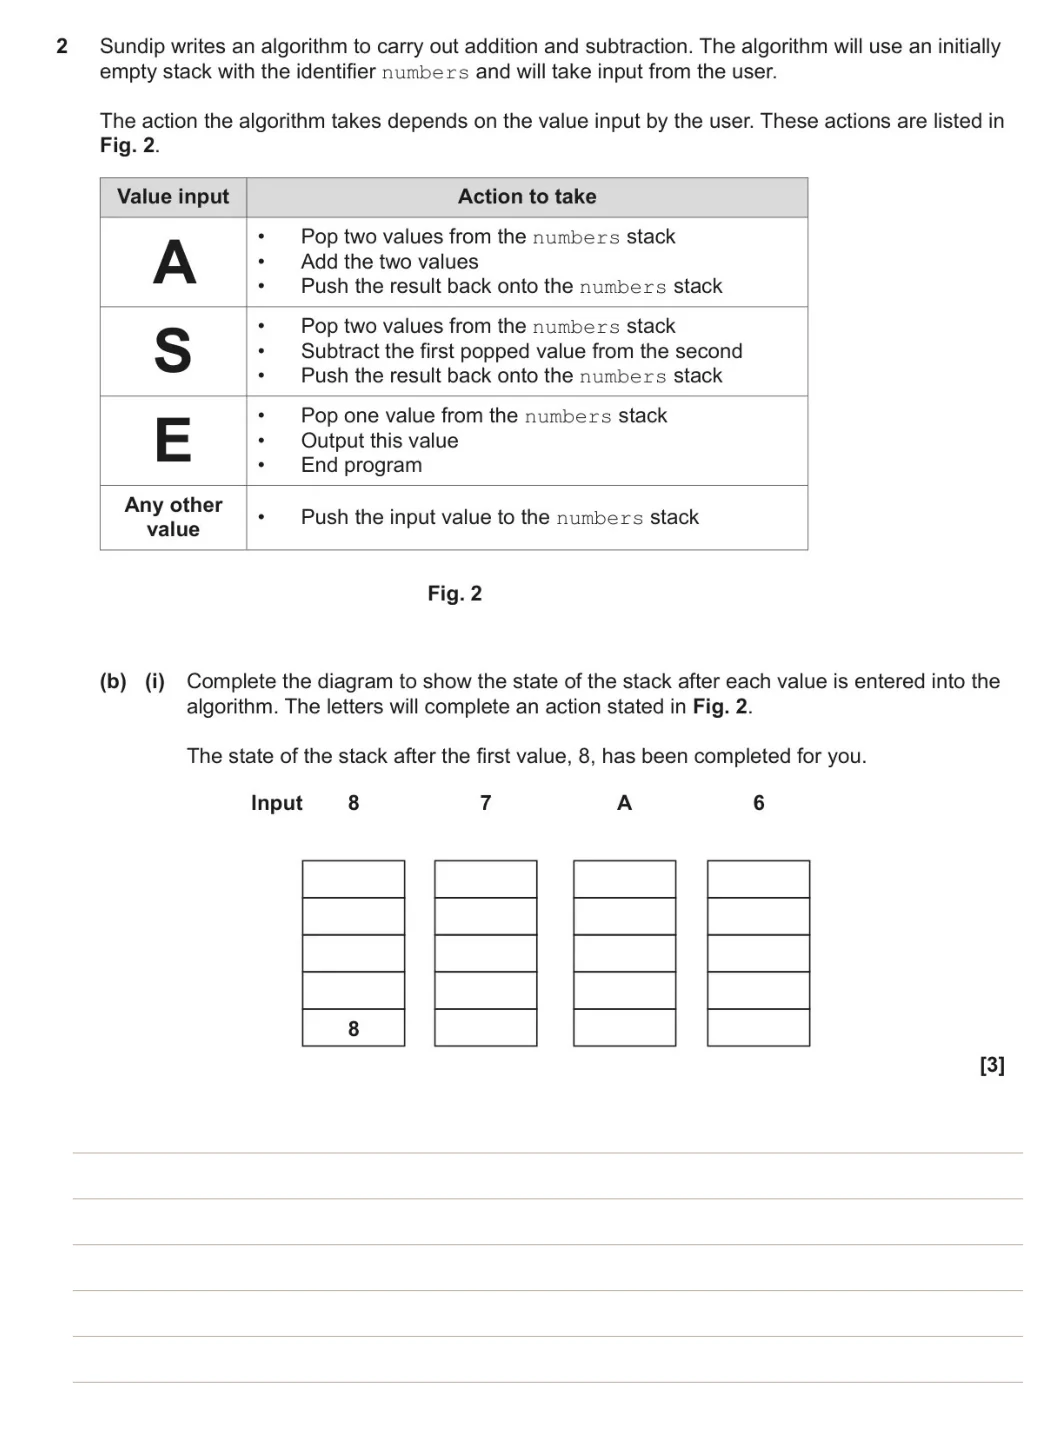 2 Sundip writes an algorithm to carry out addition and subtraction. The algorithm will use an initially
empty stack with the identifier numbers and will take input from the user.
The action the algorithm takes depends on the value input by the user. These actions are listed in
Fig. 2.
Value input Action to take
A
• Pop two values from the numbers stack
• Add the two values
• Push the result back onto the numbers stack
S
• Pop two values from the numbers stack
• Subtract the first popped value from the second
• Push the result back onto the numbers stack
E
• Pop one value from the numbers stack
• Output this value
• End program
Any other
value
• Push the input value to the numbers stack
Fig. 2
(b) (i) Complete the diagram to show the state of the stack after each value is entered into the
algorithm. The letters will complete an action stated in Fig. 2.
The state of the stack after the first value, 8, has been completed for you.
Input 8 7 A 6
8
[3]